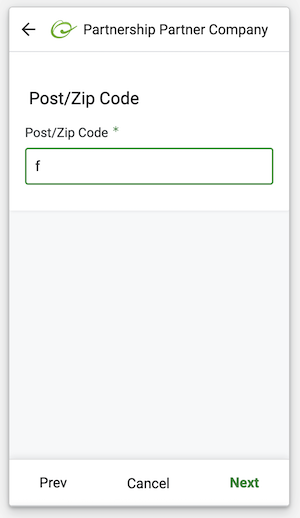 Partnership Partner Company
Post/Zip Code
Post/Zip Code *
f
Prev Cancel Next